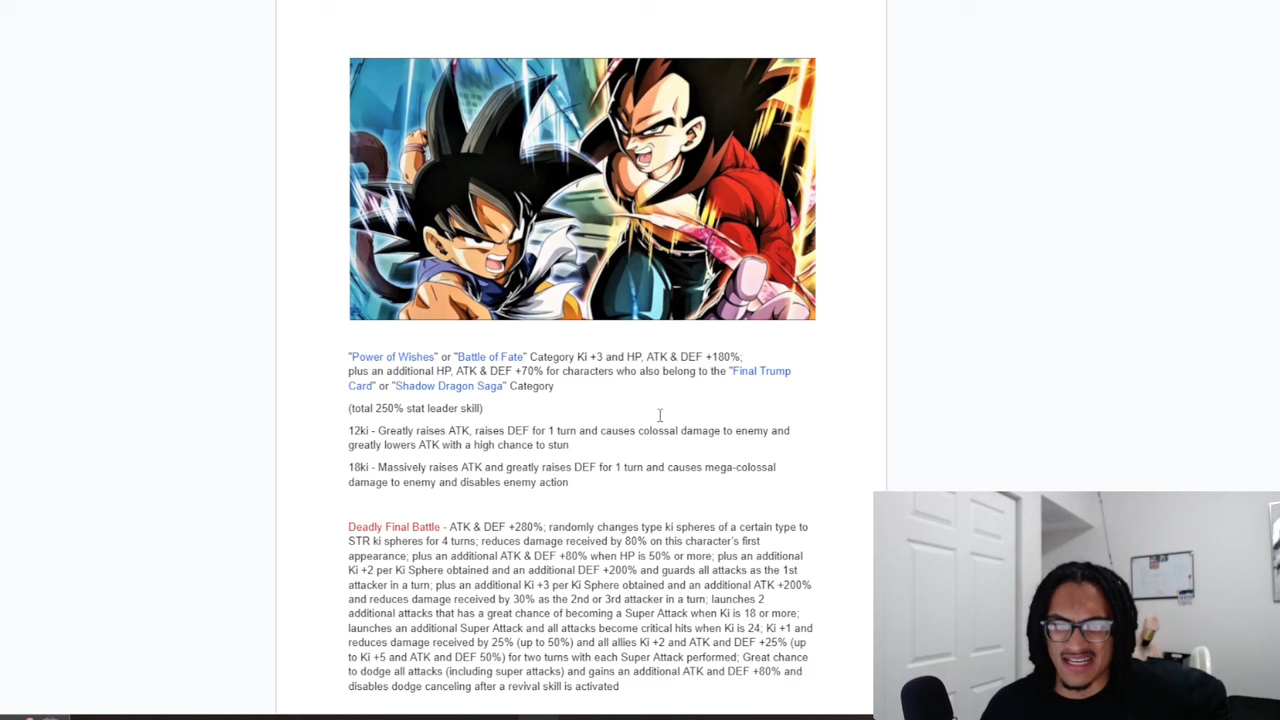 "Power of Wishes" or "Battle of Fate" Category Ki +3 and HP, ATK & DEF +180%;
plus an additional HP, ATK & DEF +70% for characters who also belong to the "Final Trump
Card" or "Shadow Dragon Saga" Category
(total 250% stat leader skill)
12ki - Greatly raises ATK, raises DEF for 1 turn and causes colossal damage to enemy and
greatly lowers ATK with a high chance to stun
18ki - Massively raises ATK and greatly raises DEF for 1 turn and causes mega-colossal
damage to enemy and disables enemy action
Deadly Final Battle - ATK & DEF +280%; randomly changes type ki spheres of a certain type to
STR ki spheres for 4 turns; reduces damage received by 80% on this character's first
appearance; plus an additional ATK & DEF +80% when HP is 50% or more; plus an additional
Ki +2 per Ki Sphere obtained and an additional DEF +200% and guards all attacks as the 1st
attacker in a turn; plus an additional Ki +3 per Ki Sphere obtained and an additional ATK +200%
and reduces damage received by 30% as the 2nd or 3rd attacker in a turn; launches 2
additional attacks that has a great chance of becoming a Super Attack when Ki is 18 or more;
launches an additional Super Attack and all attacks become critical hits when Ki is 24; Ki +1 and
reduces damage received by 25% (up to 50%) and all allies Ki +2 and ATK and DEF +25% (up
to Ki +5 and ATK and DEF 50%) for two turns with each Super Attack performed; Great chance
to dodge all attacks (including super attacks) and gains an additional ATK and DEF +80% and
disables dodge canceling after a revival skill is activated